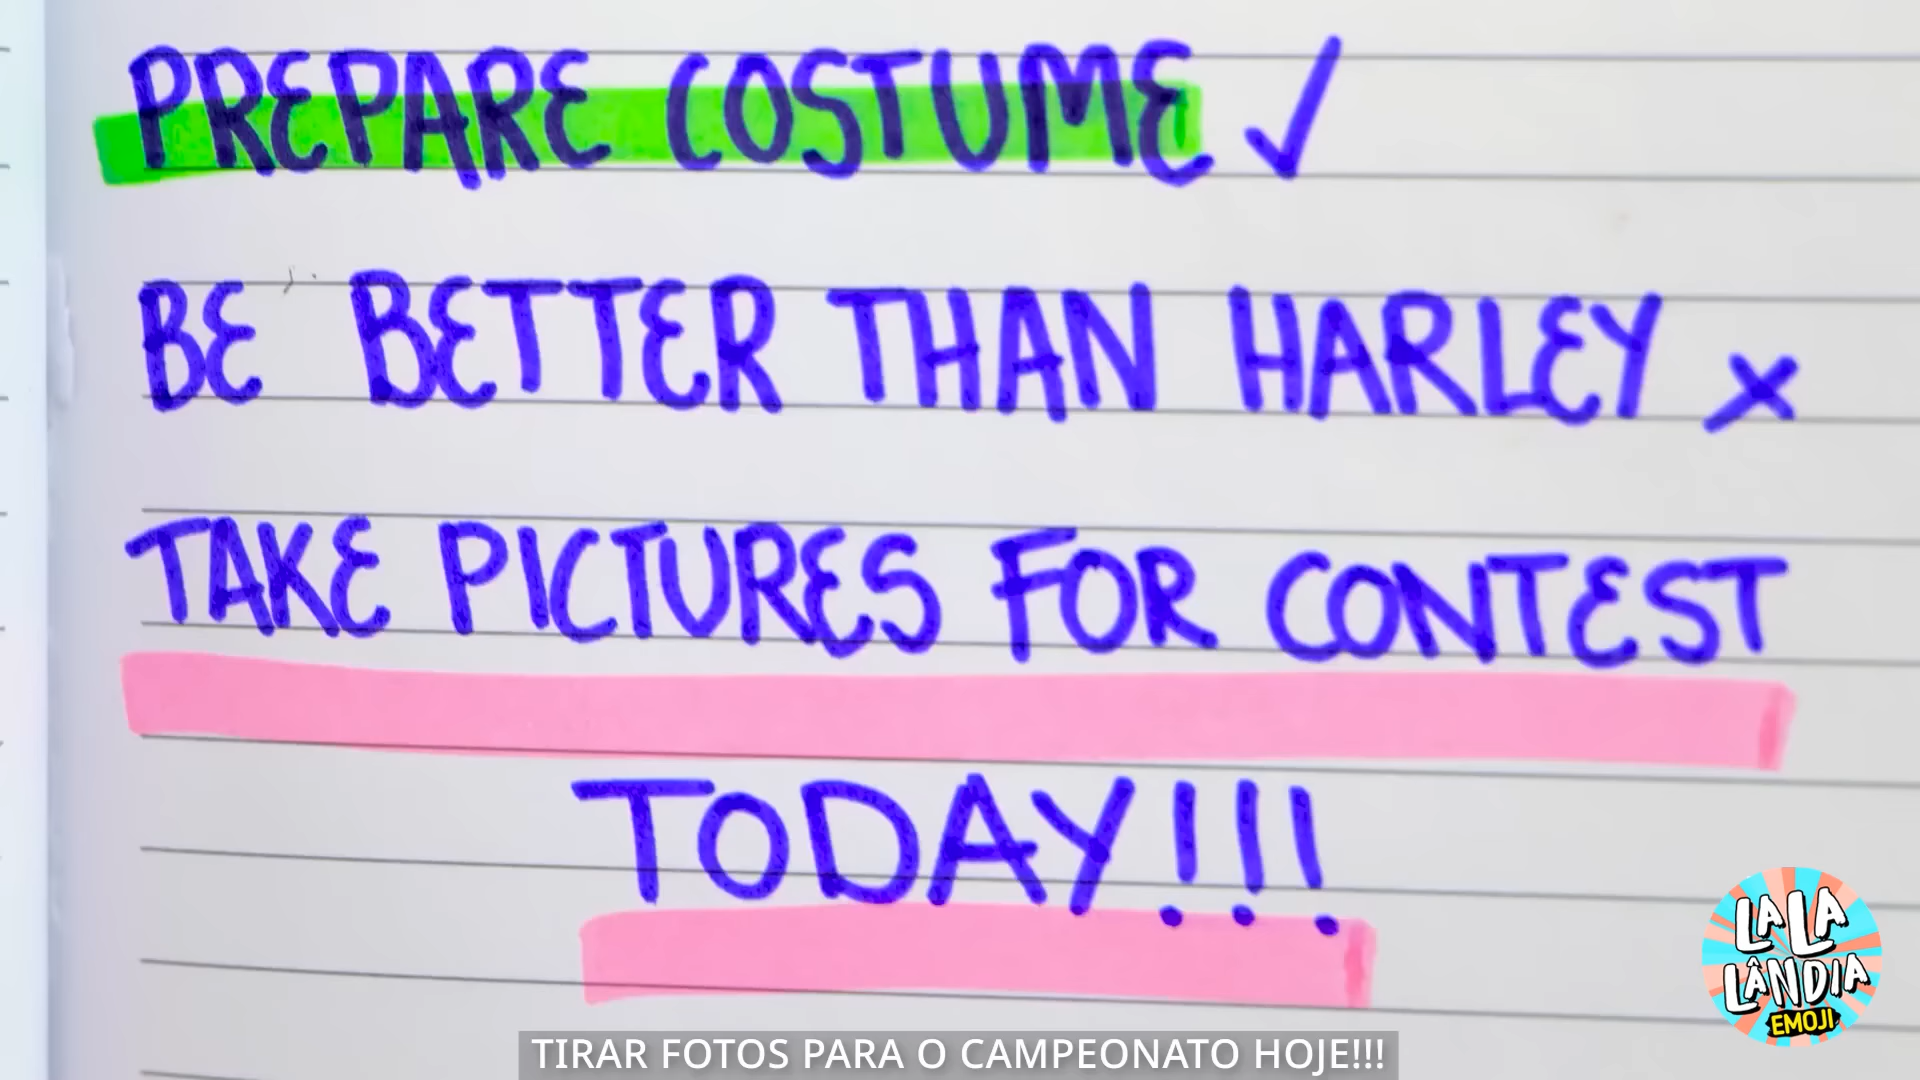 PREPARE COSTUME ✓
BE BETTER THAN HARLEY x
TAKE PICTURES FOR CONTEST
TODAY!!!
LA LA
LÂNDIA
EMOJI
TIRAR FOTOS PARA O CAMPEONATO HOJE!!!